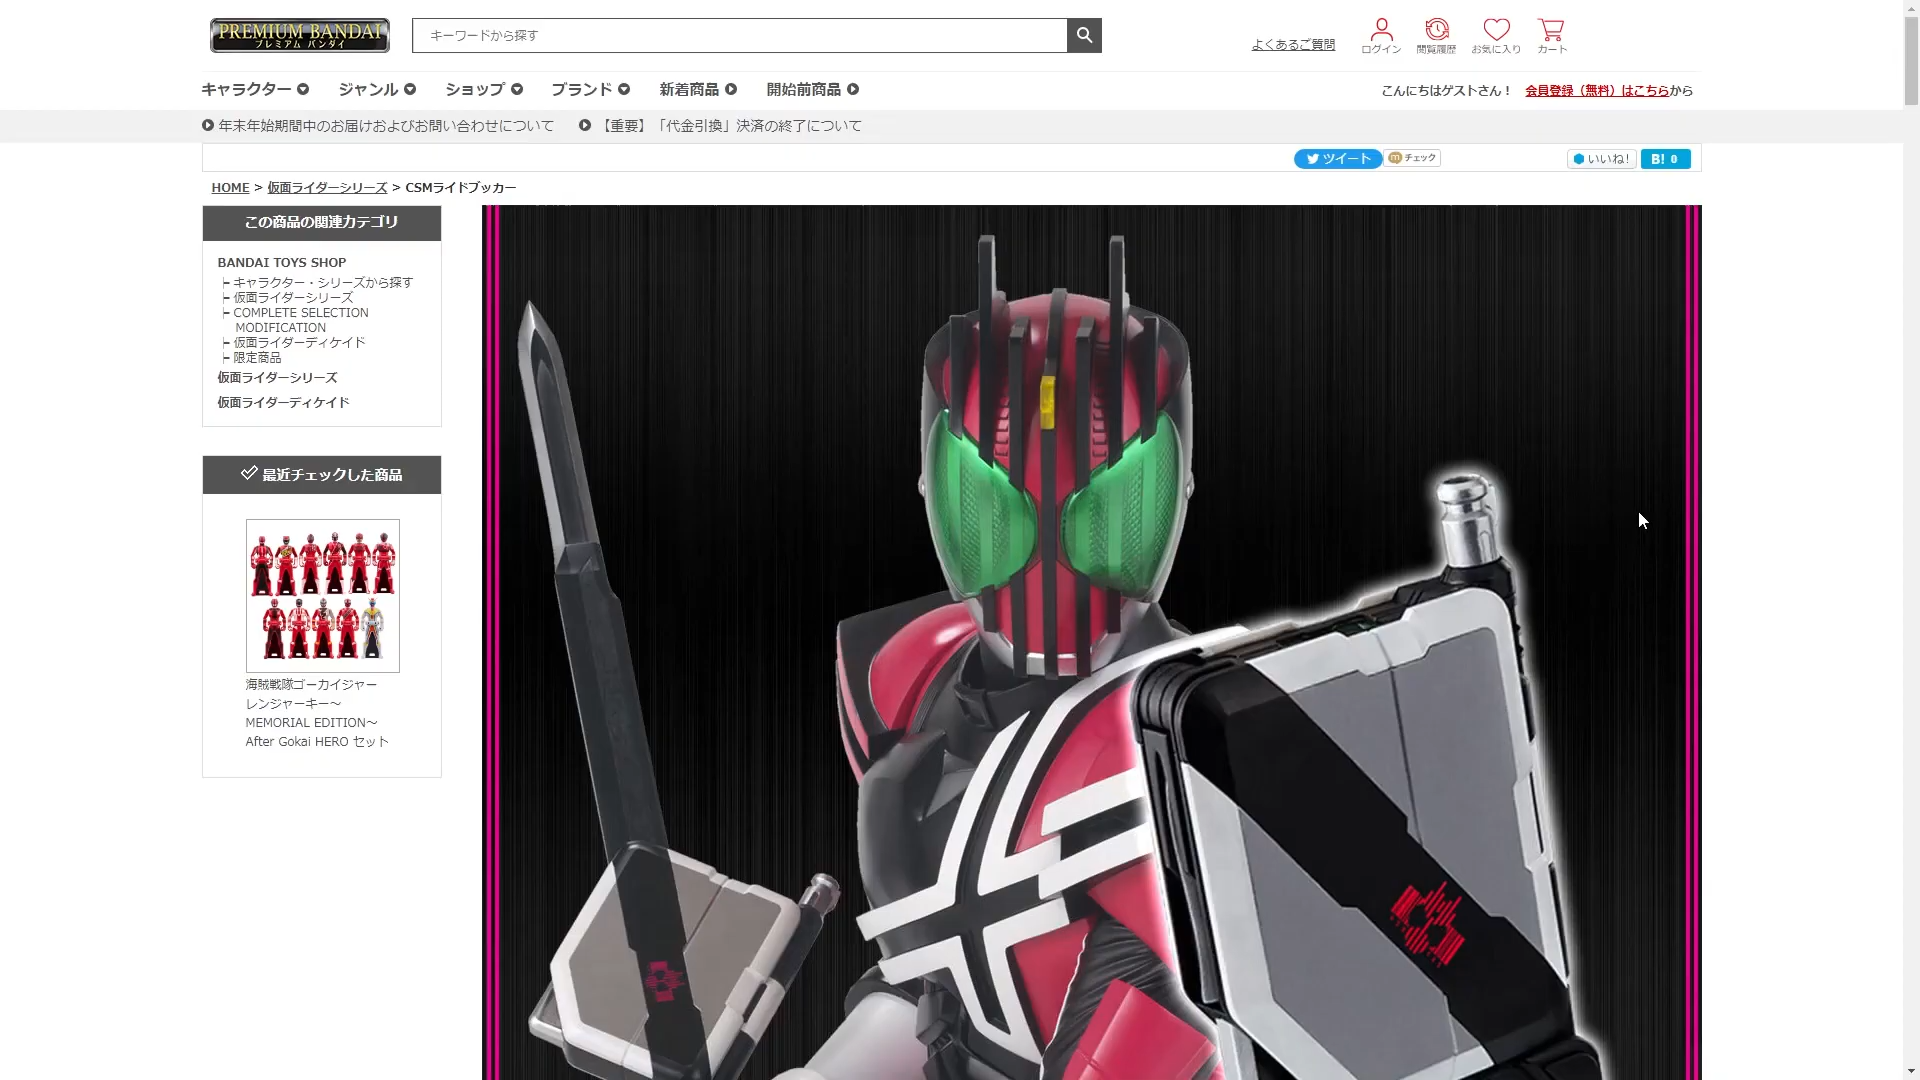 PREMIUM BANDAI
プレミアム バンダイ
キーワードから探す
よくあるご質問
ログイン
閲覧履歴
お気に入り
カート
キャラクター
ジャンル
ショップ
ブランド
新着商品
開始前商品
こんにちはゲストさん！ 会員登録（無料）はこちらから
年末年始期間中のお届けおよびお問い合わせについて
【重要】「代金引換」決済の終了について
ツイート
チェック
いいね!
B! 0
HOME > 仮面ライダーシリーズ > CSMライドブッカー
この商品の関連カテゴリ
BANDAI TOYS SHOP
├ キャラクター・シリーズから探す
├ 仮面ライダーシリーズ
├ COMPLETE SELECTION
MODIFICATION
├ 仮面ライダーディケイド
├ 限定商品
仮面ライダーシリーズ
仮面ライダーディケイド
最近チェックした商品
海賊戦隊ゴーカイジャー
レンジャーキー～
MEMORIAL EDITION～
After Gokai HERO セット